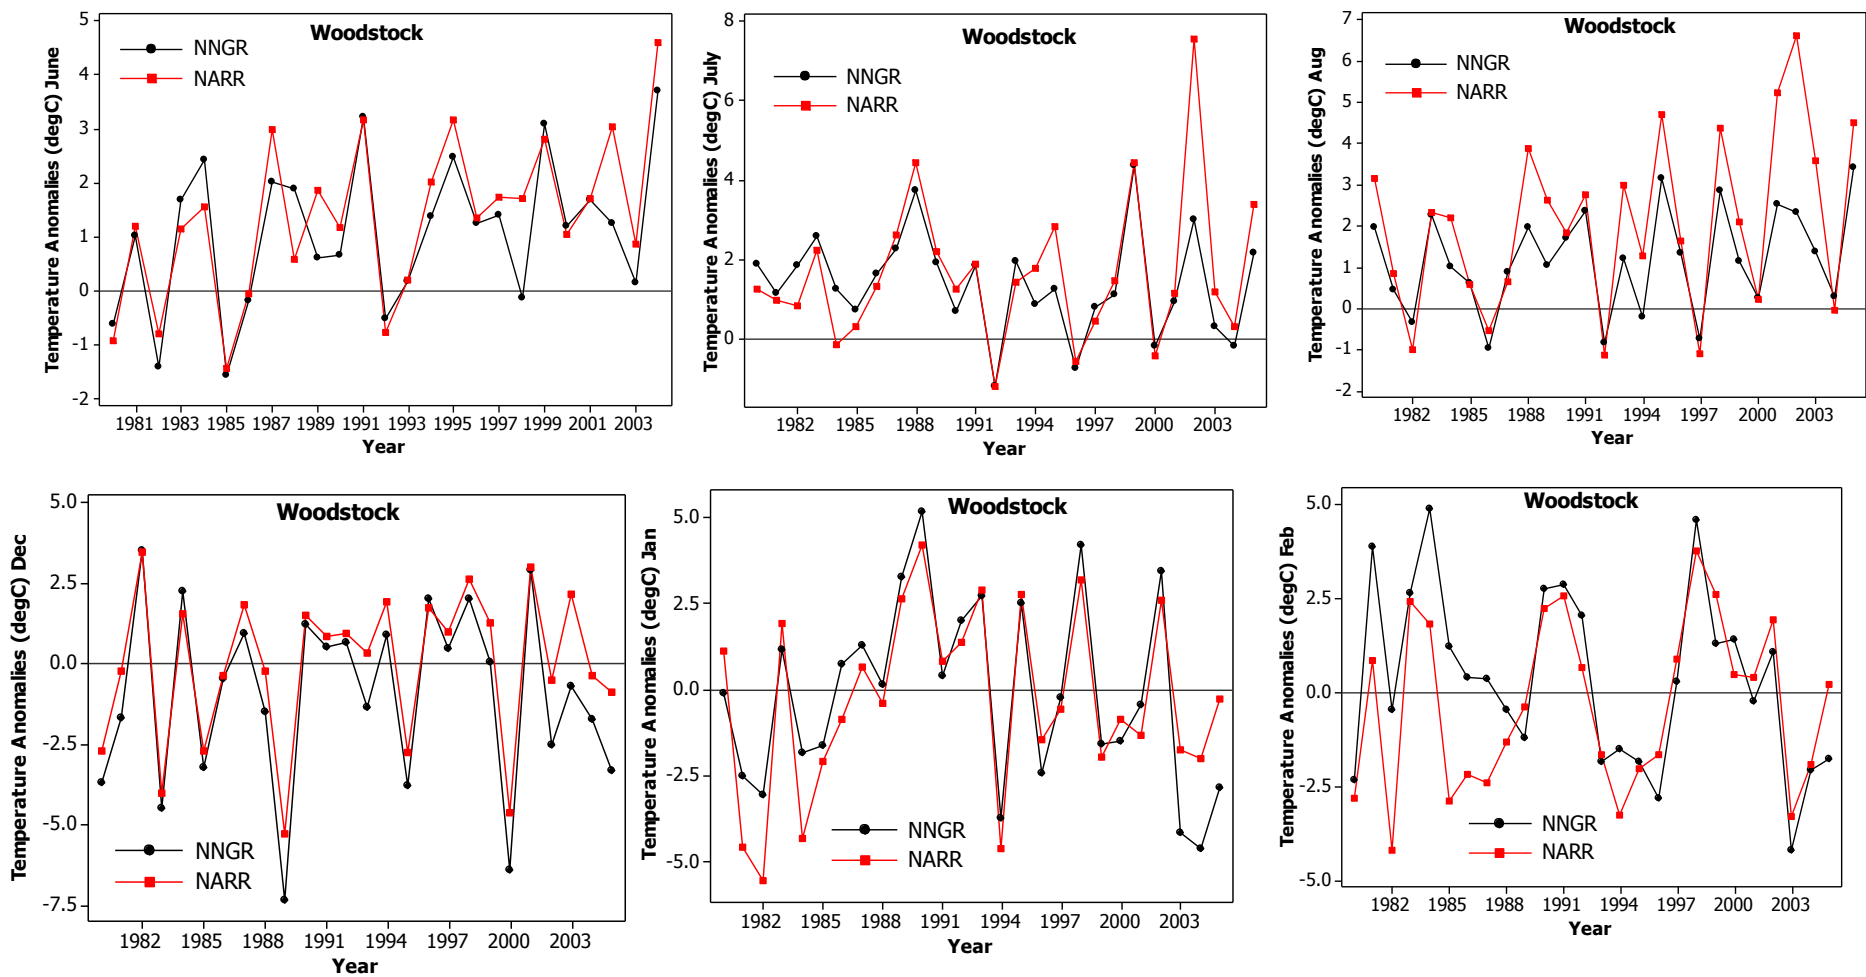 Woodstock
NNGR
NARR
Temperature Anomalies (degC) June
5
4
3
2
1
0
-1
-2
1981 1983 1985 1987 1989 1991 1993 1995 1997 1999 2001 2003
Year
Woodstock
NNGR
NARR
Temperature Anomalies (degC) July
8
6
4
2
0
1982 1985 1988 1991 1994 1997 2000 2003
Year
Woodstock
NNGR
NARR
Temperature Anomalies (degC) Aug
7
6
5
4
3
2
1
0
-1
-2
1982 1985 1988 1991 1994 1997 2000 2003
Year
Woodstock
NNGR
NARR
Temperature Anomalies (degC) Dec
5.0
2.5
0.0
-2.5
-5.0
-7.5
1982 1985 1988 1991 1994 1997 2000 2003
Year
Woodstock
NNGR
NARR
Temperature Anomalies (degC) Jan
5.0
2.5
0.0
-2.5
-5.0
1982 1985 1988 1991 1994 1997 2000 2003
Year
Woodstock
NNGR
NARR
Temperature Anomalies (degC) Feb
5.0
2.5
0.0
-2.5
-5.0
1982 1985 1988 1991 1994 1997 2000 2003
Year